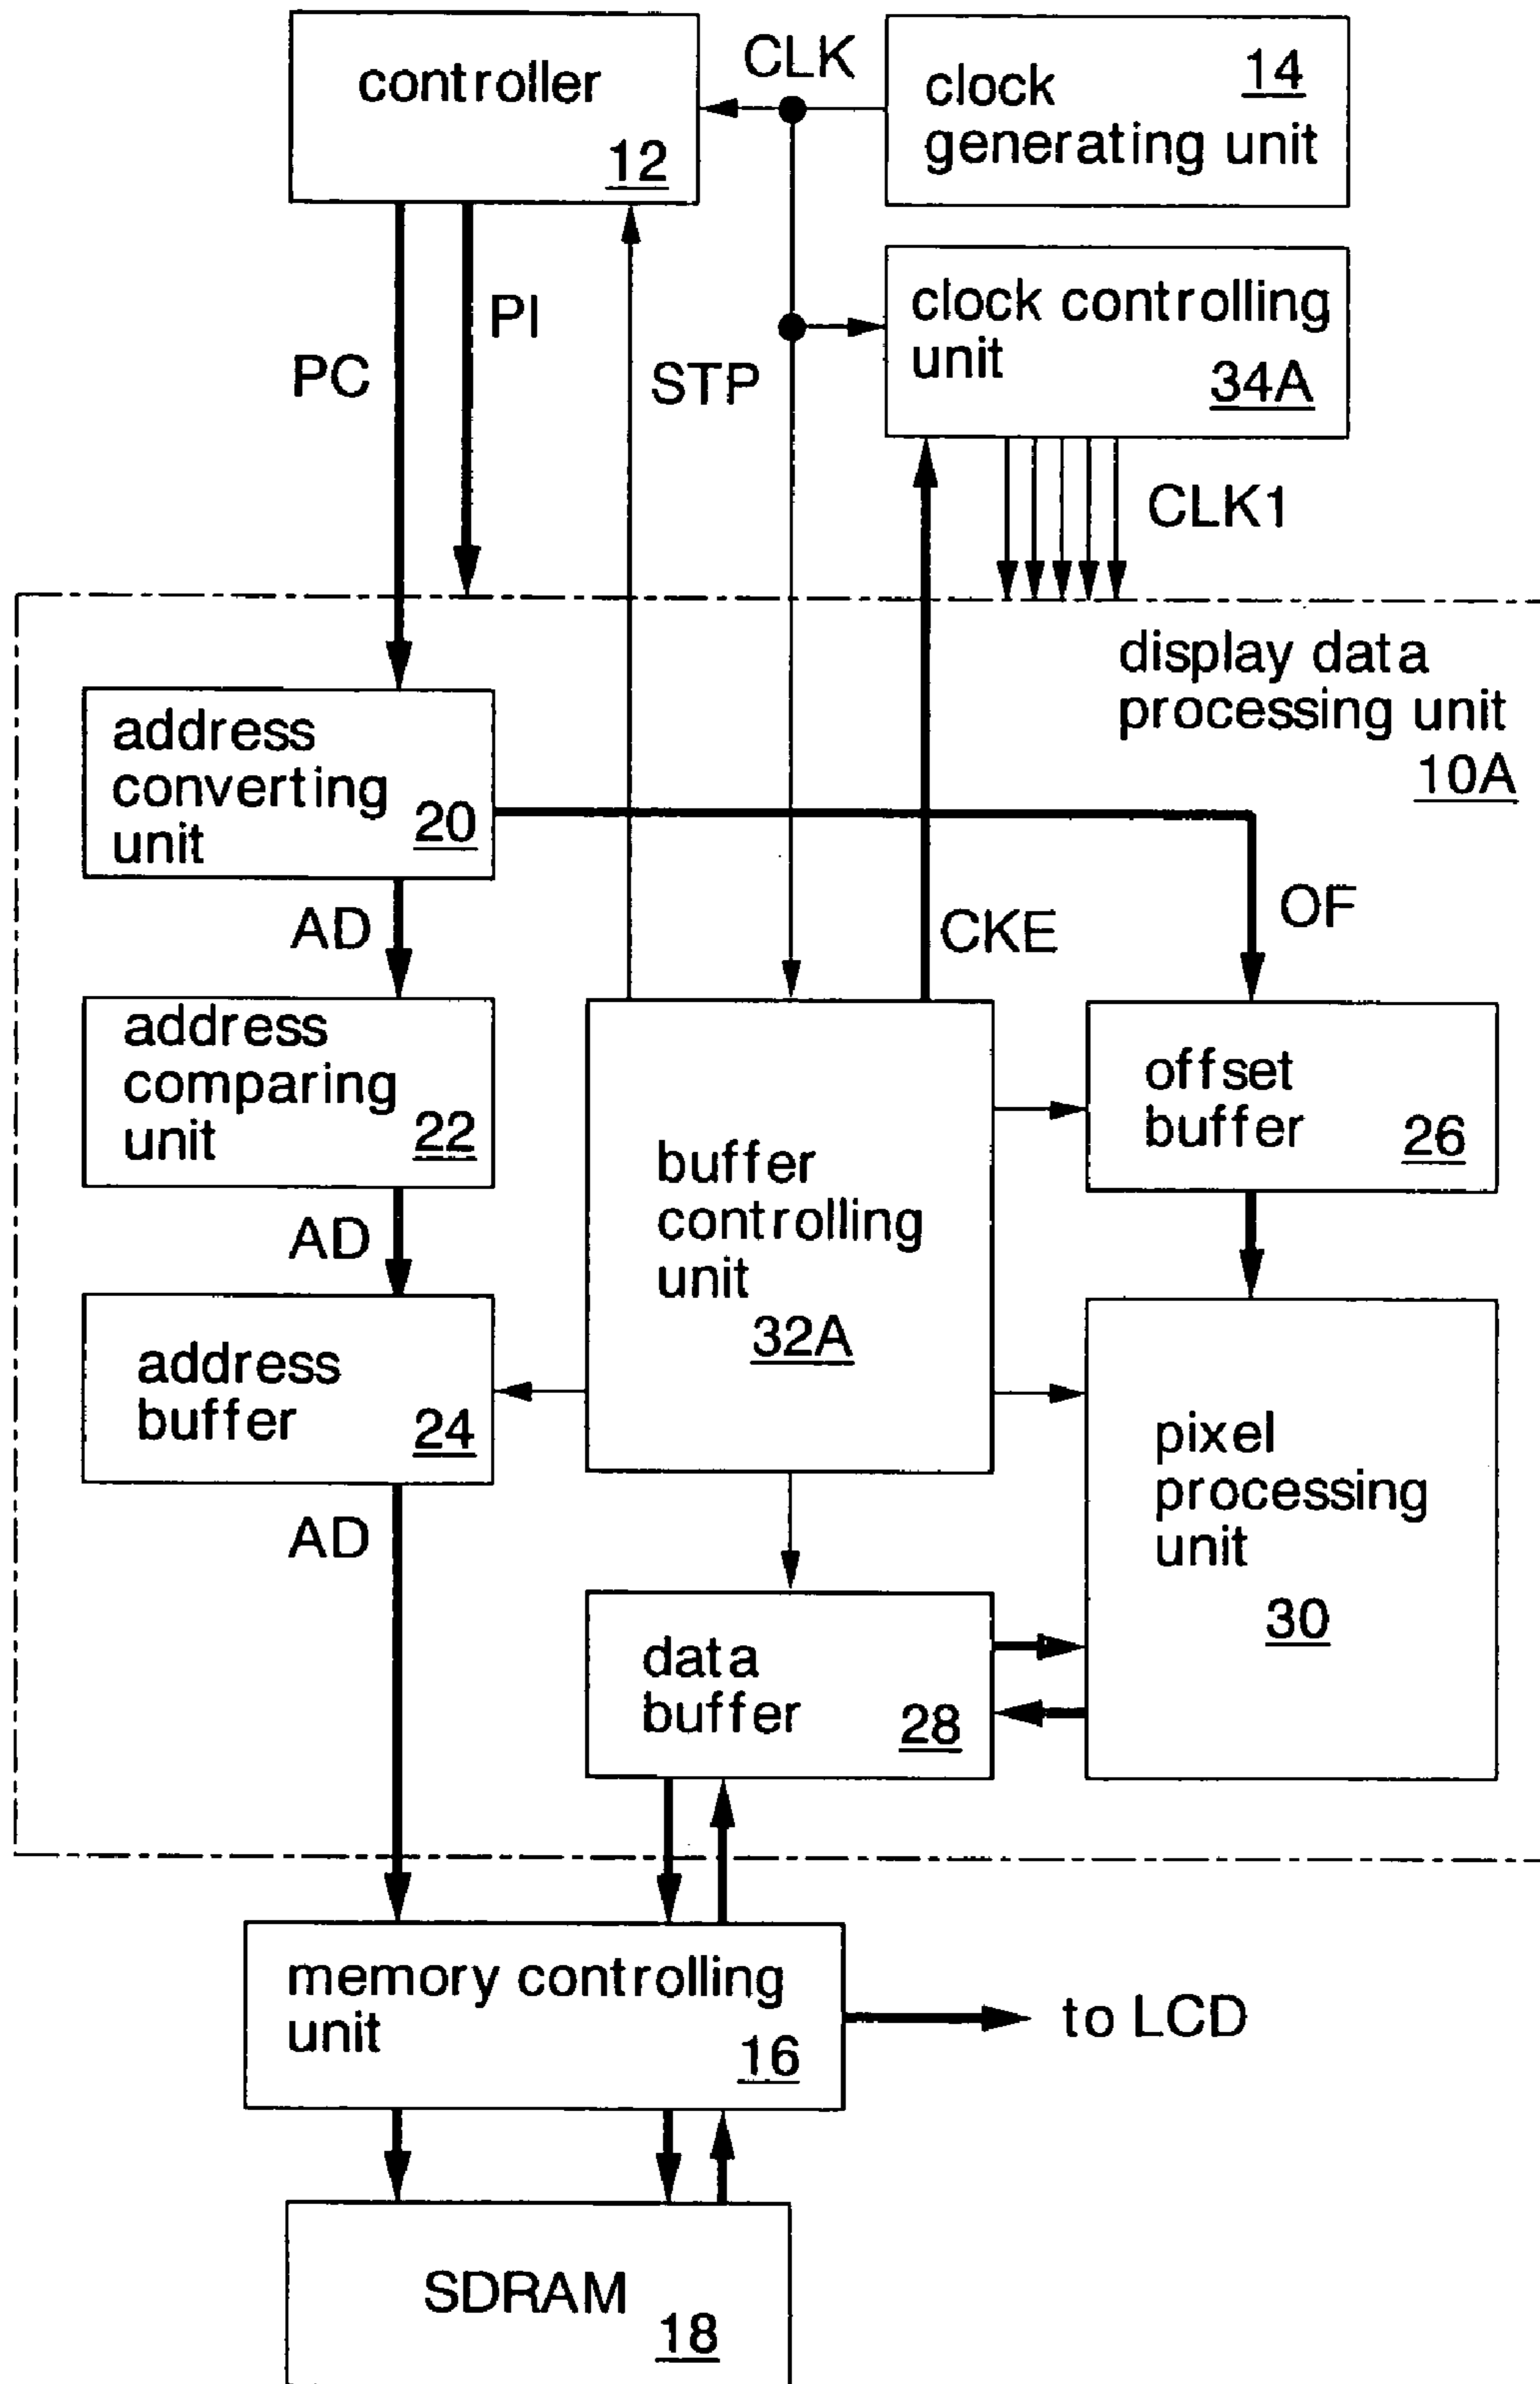 controller
12
CLK
clock
generating unit
14
PC
PI
STP
clock controlling
unit
34A
CLK1
display data
processing unit
10A
address
converting
unit
20
AD
CKE
OF
address
comparing
unit
22
AD
buffer
controlling
unit
32A
offset
buffer
26
address
buffer
24
AD
pixel
processing
unit
30
data
buffer
28
memory controlling
unit
16
to LCD
SDRAM
18